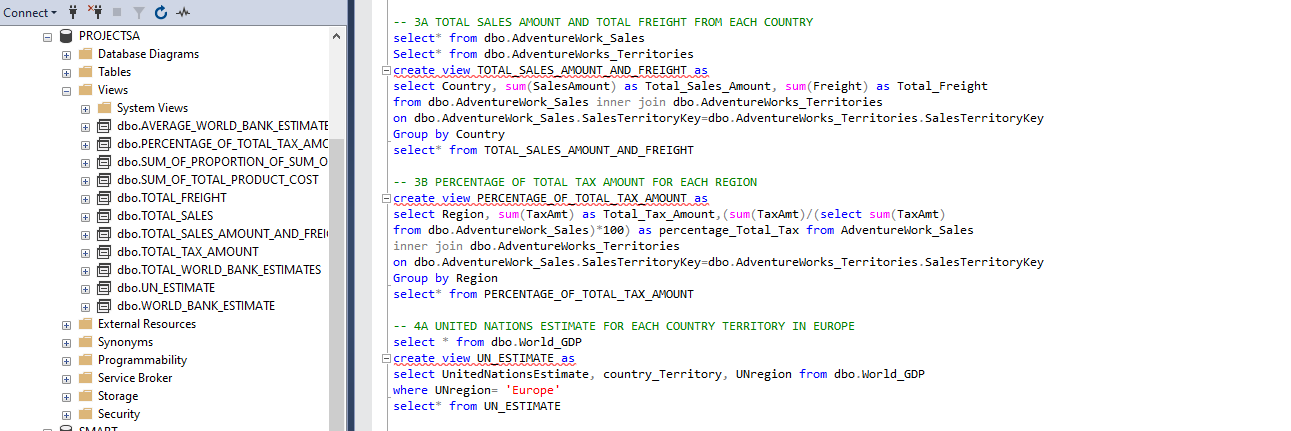 Connect
PROJECTSA
Database Diagrams
Tables
Views
System Views
dbo.AVERAGE_WORLD_BANK_ESTIMATE
dbo.PERCENTAGE_OF_TOTAL_TAX_AMC
dbo.SUM_OF_PROPORTION_OF_SUM_O
dbo.SUM_OF_TOTAL_PRODUCT_COST
dbo.TOTAL_FREIGHT
dbo.TOTAL_SALES
dbo.TOTAL_SALES_AMOUNT_AND_FREI
dbo.TOTAL_TAX_AMOUNT
dbo.TOTAL_WORLD_BANK_ESTIMATES
dbo.UN_ESTIMATE
dbo.WORLD_BANK_ESTIMATE
External Resources
Synonyms
Programmability
Service Broker
Storage
Security
-- 3A TOTAL SALES AMOUNT AND TOTAL FREIGHT FROM EACH COUNTRY
select* from dbo.AdventureWork_Sales
Select* from dbo.AdventureWorks_Territories
create view TOTAL_SALES_AMOUNT_AND_FREIGHT as
select Country, sum(SalesAmount) as Total_Sales_Amount, sum(Freight) as Total_Freight
from dbo.AdventureWork_Sales inner join dbo.AdventureWorks_Territories
on dbo.AdventureWork_Sales.SalesTerritoryKey=dbo.AdventureWorks_Territories.SalesTerritoryKey
Group by Country
select* from TOTAL_SALES_AMOUNT_AND_FREIGHT
-- 3B PERCENTAGE OF TOTAL TAX AMOUNT FOR EACH REGION
create view PERCENTAGE_OF_TOTAL_TAX_AMOUNT as
select Region, sum(TaxAmt) as Total_Tax_Amount,(sum(TaxAmt)/(select sum(TaxAmt)
from dbo.AdventureWork_Sales)*100) as percentage_Total_Tax from AdventureWork_Sales
inner join dbo.AdventureWorks_Territories
on dbo.AdventureWork_Sales.SalesTerritoryKey=dbo.AdventureWorks_Territories.SalesTerritoryKey
Group by Region
select* from PERCENTAGE_OF_TOTAL_TAX_AMOUNT
-- 4A UNITED NATIONS ESTIMATE FOR EACH COUNTRY TERRITORY IN EUROPE
select * from dbo.World_GDP
create view UN_ESTIMATE as
select UnitedNationsEstimate, country_Territory, UNregion from dbo.World_GDP
where UNregion= 'Europe'
select* from UN_ESTIMATE